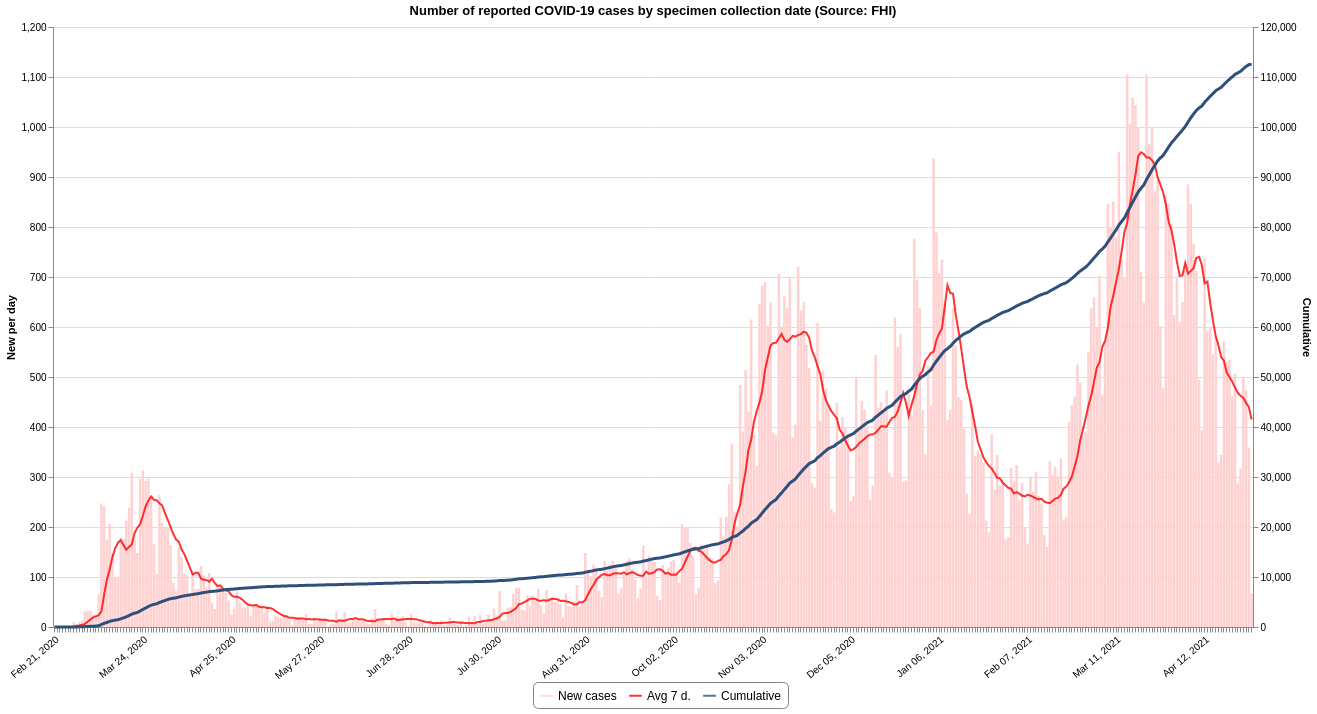 Number of reported COVID-19 cases by specimen collection date (Source: FHI)
1,200
1,100
1,000
900
800
700
600
500
400
300
200
100
0
New per day
120,000
110,000
100,000
90,000
80,000
70,000
60,000
50,000
40,000
30,000
20,000
10,000
0
Cumulative
Feb 21, 2020
Mar 24, 2020
Apr 25, 2020
May 27, 2020
Jun 28, 2020
Jul 30, 2020
Aug 31, 2020
Oct 02, 2020
Nov 03, 2020
Dec 05, 2020
Jan 06, 2021
Feb 07, 2021
Mar 11, 2021
Apr 12, 2021
New cases Avg 7 d. Cumulative